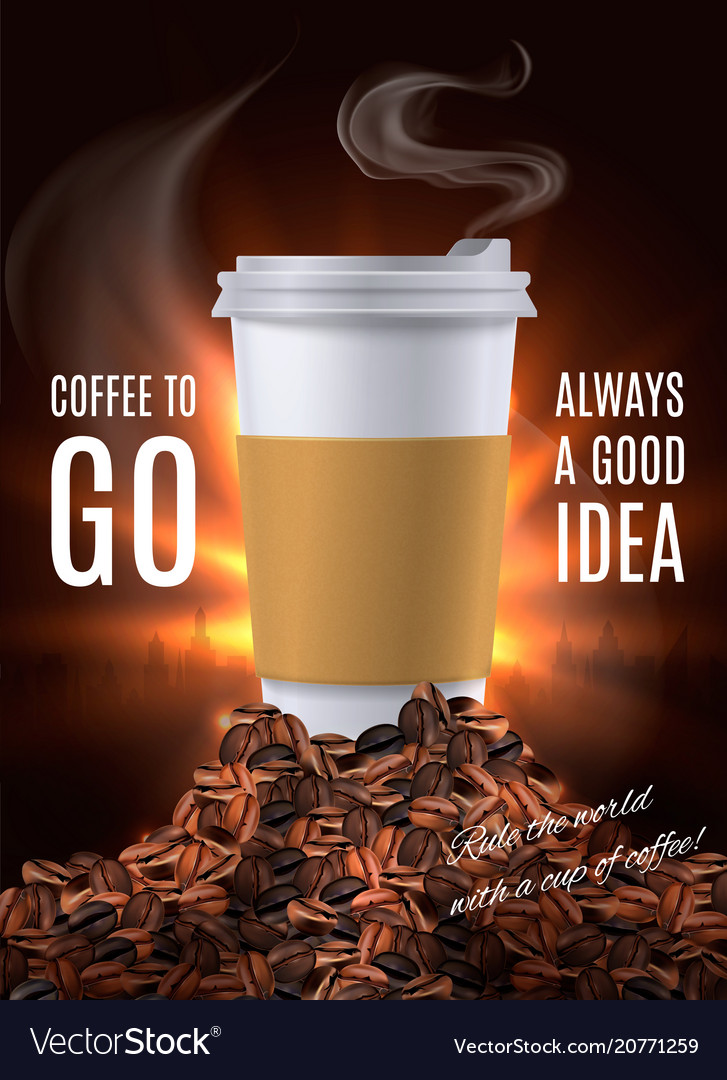 COFFEE TO
GO
ALWAYS
A GOOD
IDEA
Rule the world
with a cup of coffee!
VectorStock®
VectorStock.com/20771259